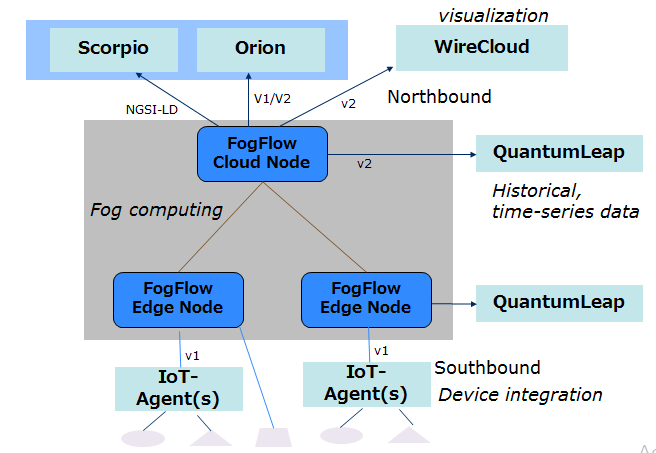 visualization
Scorpio
Orion
WireCloud
NGSI-LD
V1/V2
v2
Northbound
FogFlow
Cloud Node
v2
QuantumLeap
Historical,
time-series data
Fog computing
FogFlow
Edge Node
FogFlow
Edge Node
QuantumLeap
v1
v1
IoT-
Agent(s)
IoT-
Agent(s)
Southbound
Device integration